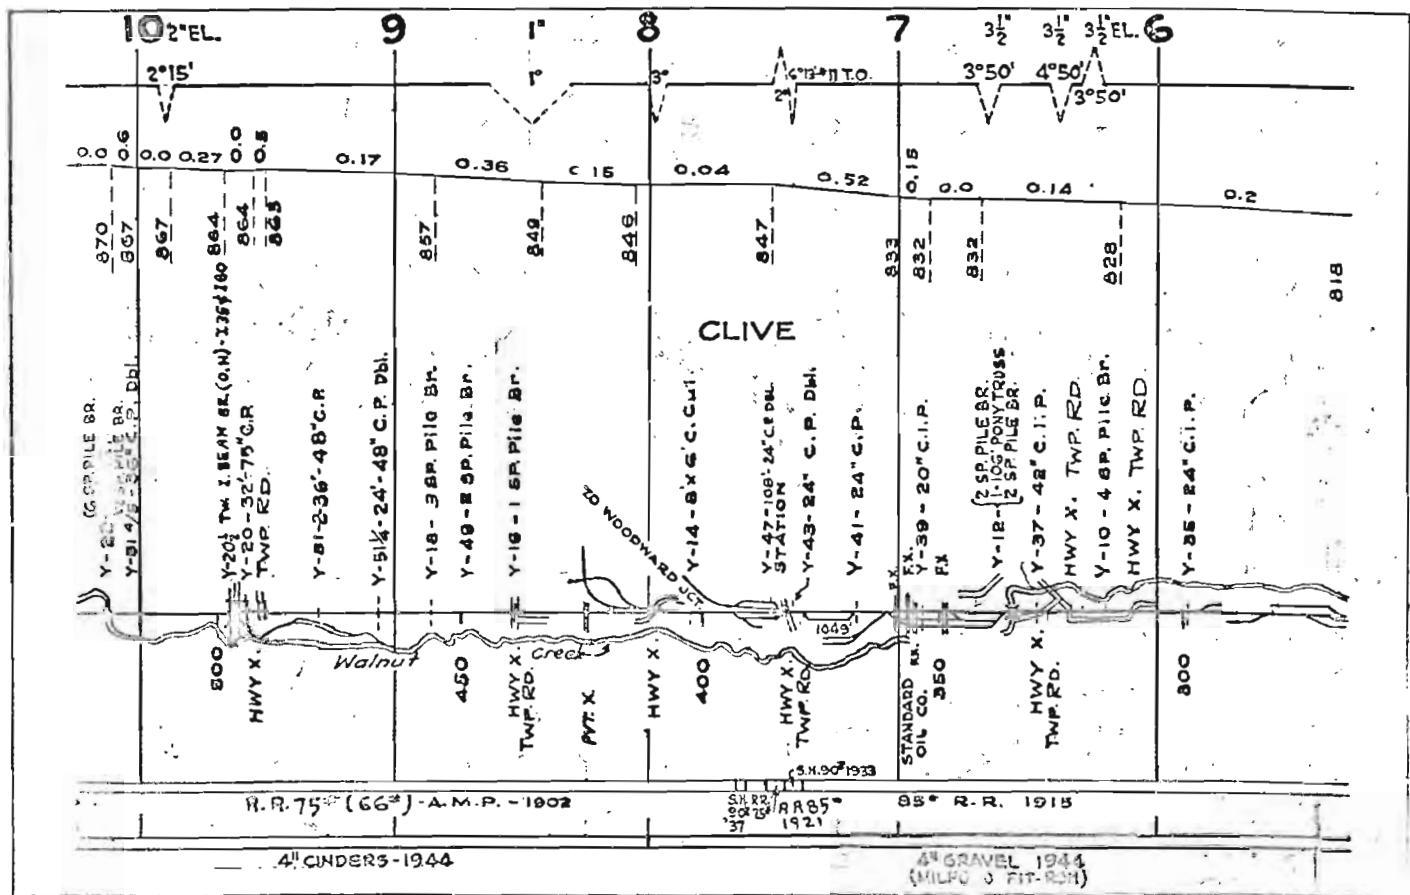 10 2"EL.
9
1"
8
7
3½"
3½"
3½"EL.
6
2°15'
1°
3°
2°
6°13'#11 T.O.
3°50'
4°50'
3°50'
0.0
0.6
0.0
0.27
0.0
0.5
0.17
0.36
C 15
0.04
0.52
0.15
0.0
0.14
0.2
870
867
867
864
864
865
857
849
846
847
833
832
832
828
818
CLIVE
6 SP. PILE BR.
Y-20½ TW. I. BEAM BR.(O.H)-
Y-20-32'-75"C.P.
TWP. RD.
Y-81-2-36'-48"C.P.
Y-51¼-24'-48" C.P. Dbl.
Y-18- 3 SP. Pile Br.
Y-49-2 SP. Pile Br.
Y-16-1 SP. Pile Br.
TO WOODWARD JCT.
Y-14-8'X6' C.Cul.
Y-47-108'-24"C.P. DBL.
STATION
Y-43-24" C.P. Dbl.
Y-41-24" C.P.
F.X.
Y-39-20" C.I.P.
F.X.
F.X
Y-12-
2 SP. PILE BR.
1-106' PONY TRUSS
2 SP. PILE BR.
Y-37-42" C.I.P.
HWY X. TWP. RD.
Y-10-4 SP. Pile Br.
HWY X. TWP. RD.
Y-35-24" C.I.P.
1049'
Walnut Creek
500
HWY X.
450
HWY X.
TWP. RD.
PVT. X.
HWY X
400
HWY X.
TWP. RD.
STANDARD
OIL CO.
RR.
350
HWY X.
TWP. RD.
300
S.H.90# 1933
R.R. 75# (66#)-A.M.P.-1902
S.H. RR.
90# 75#
'37
RR85#
1921
85# R.R. 1915
4" CINDERS-1944
4" GRAVEL 1944